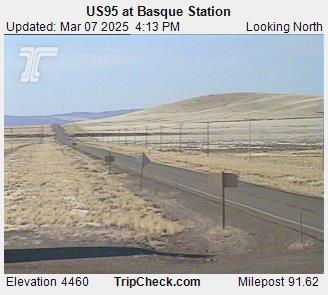 US95 at Basque Station
Updated: Mar 07 2025 4:13 PM Looking North
Elevation 4460 TripCheck.com Milepost 91.62